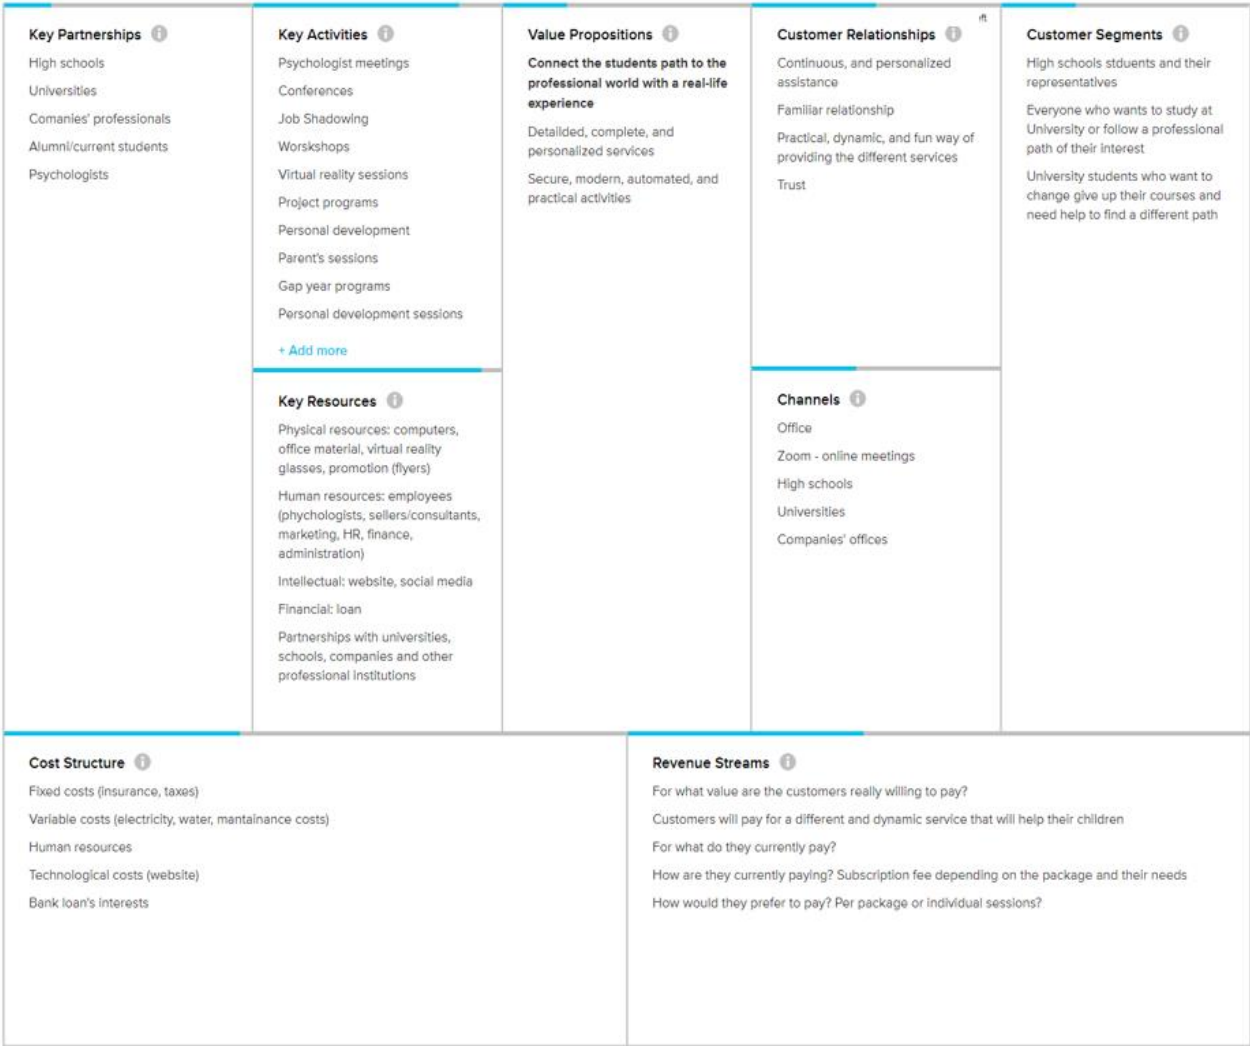 Key Partnerships
High schools
Universities
Comanies' professionals
Alumni/current students
Psychologists
Key Activities
Psychologist meetings
Conferences
Job Shadowing
Worskshops
Virtual reality sessions
Project programs
Personal development
Parent's sessions
Gap year programs
Personal development sessions
+ Add more
Key Resources
Physical resources: computers,
office material, virtual reality
glasses, promotion (flyers)
Human resources: employees
(phychologists, sellers/consultants,
marketing, HR, finance,
administration)
Intellectual: website, social media
Financial: loan
Partnerships with universities,
schools, companies and other
professional institutions
Value Propositions
Connect the students path to the
professional world with a real-life
experience
Detailded, complete, and
personalized services
Secure, modern, automated, and
practical activities
Customer Relationships
Continuous, and personalized
assistance
Familiar relationship
Practical, dynamic, and fun way of
providing the different services
Trust
Channels
Office
Zoom - online meetings
High schools
Universities
Companies' offices
Customer Segments
High schools stduents and their
representatives
Everyone who wants to study at
University or follow a professional
path of their interest
University students who want to
change give up their courses and
need help to find a different path
Cost Structure
Fixed costs (insurance, taxes)
Variable costs (electricity, water, mantainance costs)
Human resources
Technological costs (website)
Bank loan's interests
Revenue Streams
For what value are the customers really willing to pay?
Customers will pay for a different and dynamic service that will help their children
For what do they currently pay?
How are they currently paying? Subscription fee depending on the package and their needs
How would they prefer to pay? Per package or individual sessions?